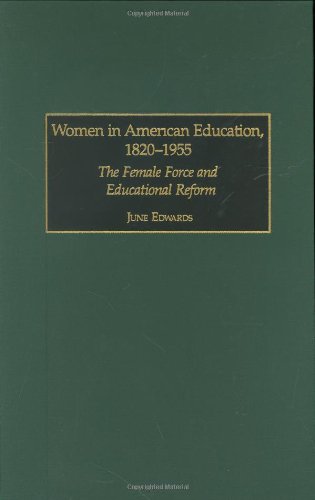 Women in American Education,
1820–1955
The Female Force and
Educational Reform
JUNE EDWARDS